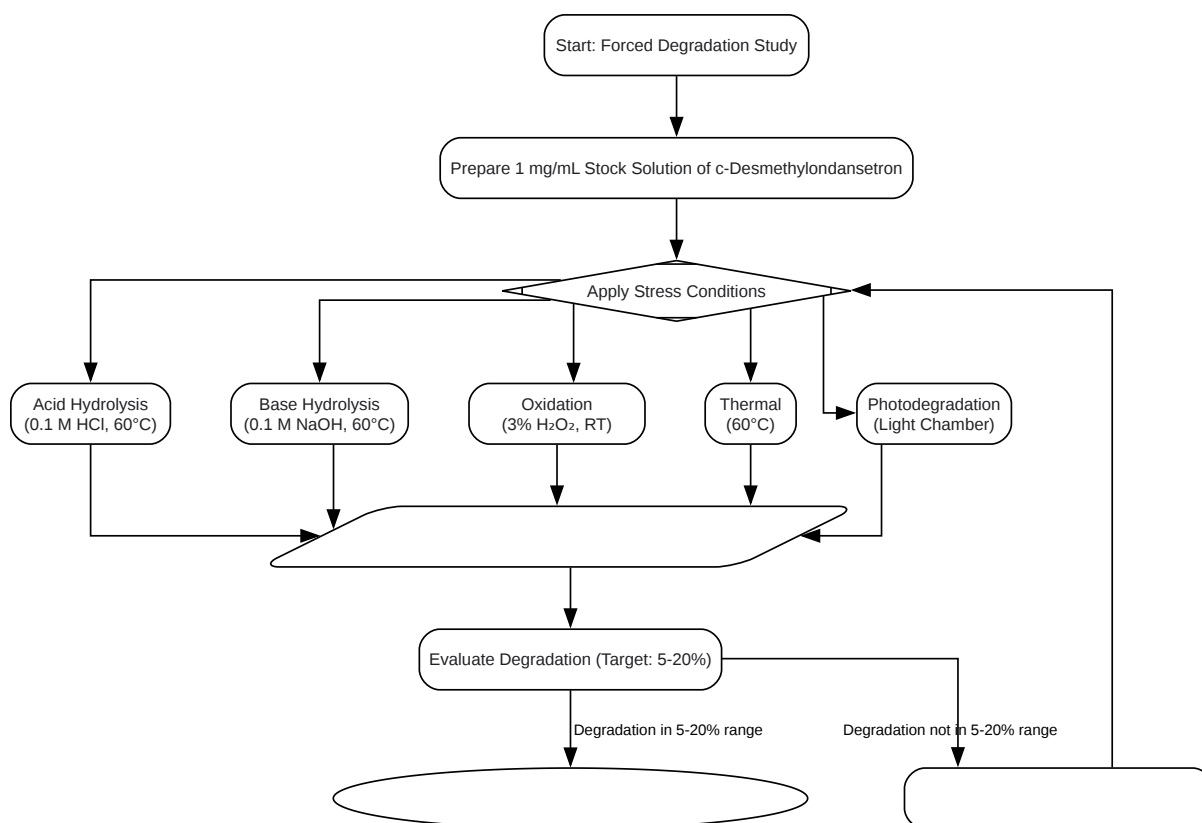 Start: Forced Degradation Study
Prepare 1 mg/mL Stock Solution of c-Desmethylondansetron
Apply Stress Conditions
Acid Hydrolysis
(0.1 M HCl, 60°C)
Base Hydrolysis
(0.1 M NaOH, 60°C)
Oxidation
(3% H₂O₂, RT)
Thermal
(60°C)
Photodegradation
(Light Chamber)
Evaluate Degradation (Target: 5-20%)
Degradation in 5-20% range
Degradation not in 5-20% range